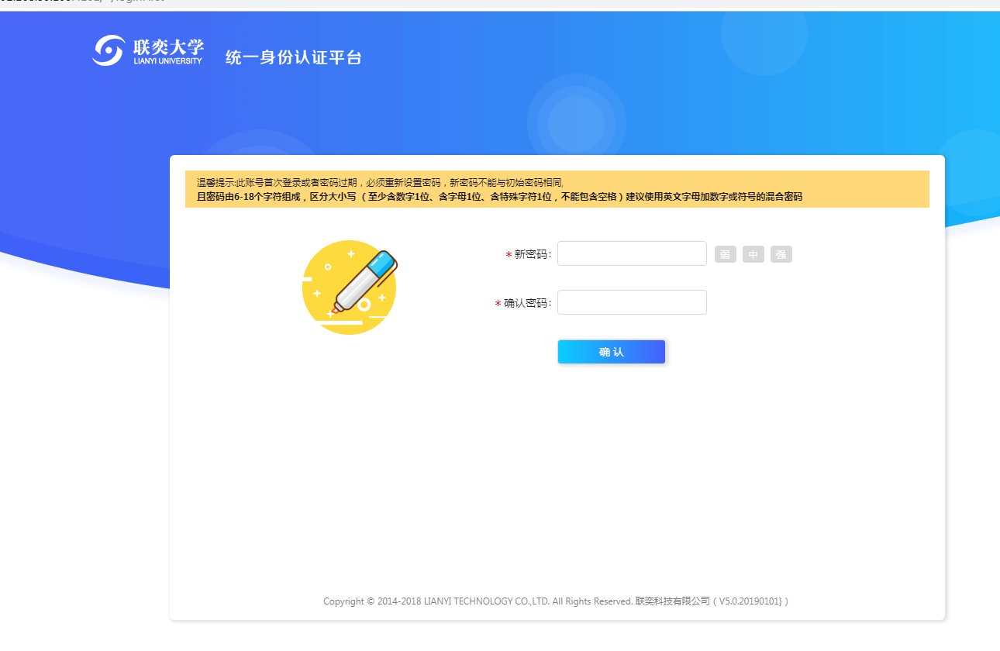 联奕大学
LIANYI UNIVERSITY
统一身份认证平台
温馨提示:此账号首次登录或者密码过期，必须重新设置密码，新密码不能与初始密码相同,
且密码由6-18个字符组成，区分大小写 （至少含数字1位、含字母1位、含特殊字符1位，不能包含空格）建议使用英文字母加数字或符号的混合密码
* 新密码： 弱 中 强
* 确认密码：
确 认
Copyright © 2014-2018 LIANYI TECHNOLOGY CO.,LTD. All Rights Reserved. 联奕科技有限公司（V5.0.20190101}）